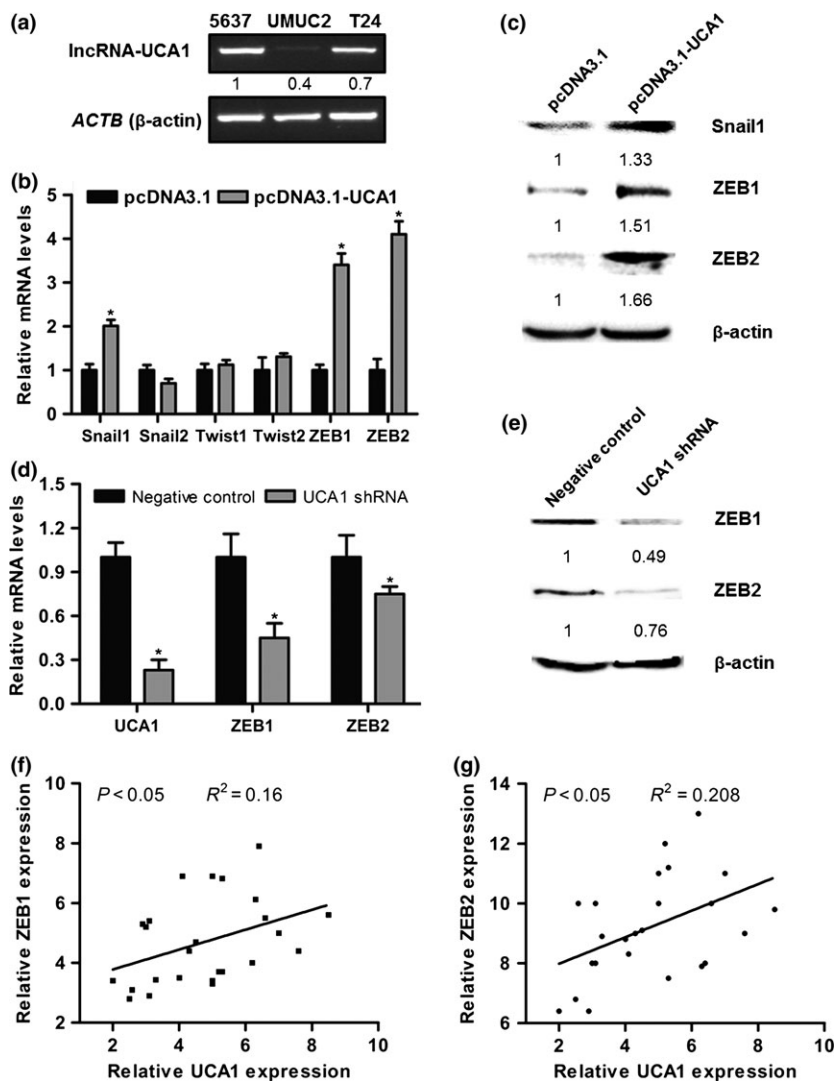 (a)
5637 UMUC2 T24
lncRNA-UCA1
1 0.4 0.7
ACTB (β-actin)
(b)
pcDNA3.1 pcDNA3.1-UCA1
Relative mRNA levels
5
4
3
2
1
0
* * *
Snail1 Snail2 Twist1 Twist2 ZEB1 ZEB2
(c)
pcDNA3.1 pcDNA3.1-UCA1
Snail1
1 1.33
ZEB1
1 1.51
ZEB2
1 1.66
β-actin
(d)
Negative control UCA1 shRNA
Relative mRNA levels
1.5
1.2
0.9
0.6
0.3
0.0
* * *
UCA1 ZEB1 ZEB2
(e)
Negative control UCA1 shRNA
ZEB1
1 0.49
ZEB2
1 0.76
β-actin
(f)
P < 0.05 R² = 0.16
Relative ZEB1 expression
10
8
6
4
2
2 4 6 8 10
Relative UCA1 expression
(g)
P < 0.05 R² = 0.208
Relative ZEB2 expression
14
12
10
8
6
2 4 6 8 10
Relative UCA1 expression